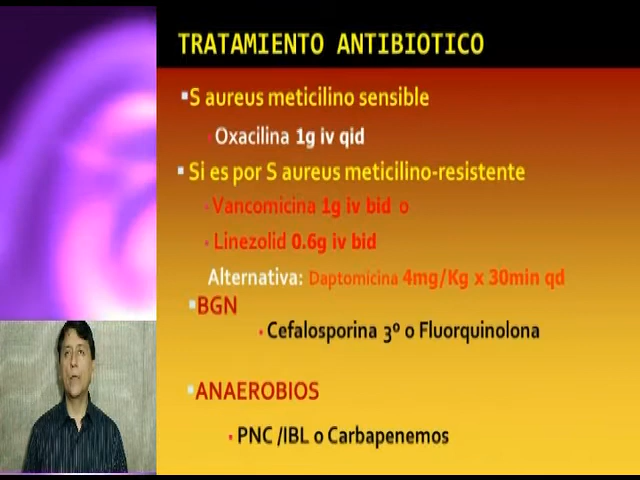 TRATAMIENTO ANTIBIOTICO
S aureus meticilino sensible
Oxacilina 1g iv qid
Si es por S aureus meticilino-resistente
Vancomicina 1g iv bid o
Linezolid 0.6g iv bid
Alternativa: Daptomicina 4mg/Kg x 30min qd
BGN
Cefalosporina 3º o Fluorquinolona
ANAEROBIOS
PNC /IBL o Carbapenemos